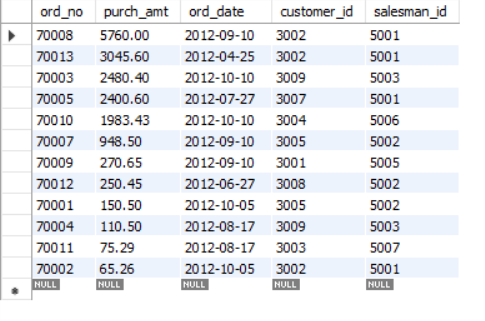 ord_no purch_amt ord_date customer_id salesman_id
70008 5760.00 2012-09-10 3002 5001
70013 3045.60 2012-04-25 3002 5001
70003 2480.40 2012-10-10 3009 5003
70005 2400.60 2012-07-27 3007 5001
70010 1983.43 2012-10-10 3004 5006
70007 948.50 2012-09-10 3005 5002
70009 270.65 2012-09-10 3001 5005
70012 250.45 2012-06-27 3008 5002
70001 150.50 2012-10-05 3005 5002
70004 110.50 2012-08-17 3009 5003
70011 75.29 2012-08-17 3003 5007
70002 65.26 2012-10-05 3002 5001
NULL NULL NULL NULL NULL